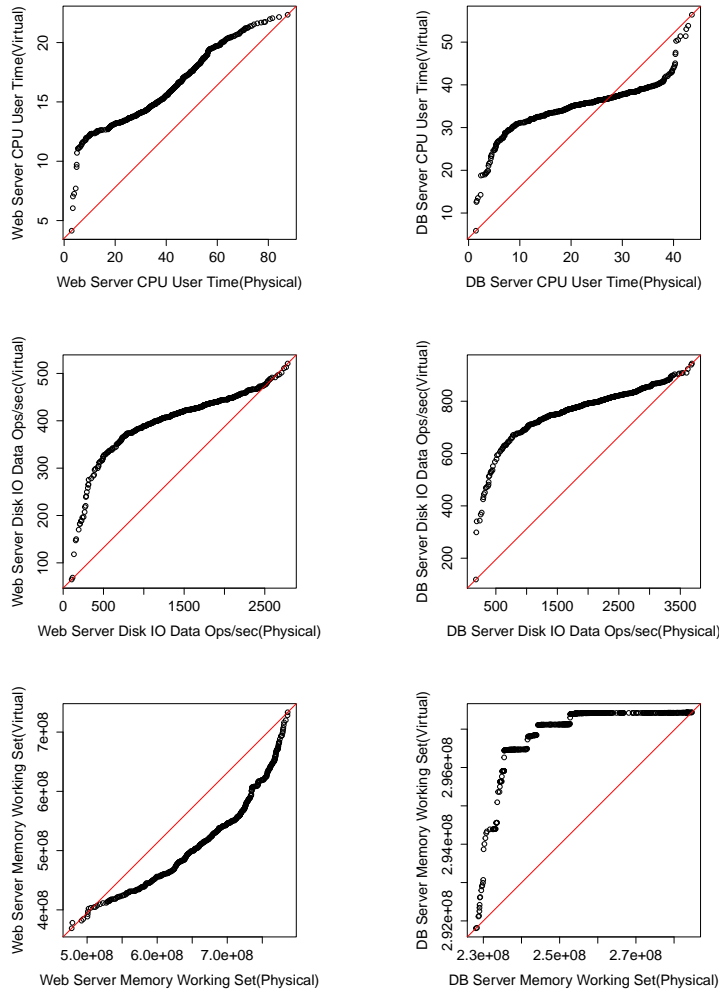 Web Server CPU User Time(Virtual)
5 10 15 20
0 20 40 60 80
Web Server CPU User Time(Physical)
DB Server CPU User Time(Virtual)
10 20 30 40 50
0 10 20 30 40
DB Server CPU User Time(Physical)
Web Server Disk IO Data Ops/sec(Virtual)
100 200 300 400 500
0 500 1500 2500
Web Server Disk IO Data Ops/sec(Physical)
DB Server Disk IO Data Ops/sec(Virtual)
200 400 600 800
500 1500 2500 3500
DB Server Disk IO Data Ops/sec(Physical)
Web Server Memory Working Set(Virtual)
4e+08 5e+08 6e+08 7e+08
5.0e+08 6.0e+08 7.0e+08
Web Server Memory Working Set(Physical)
DB Server Memory Working Set(Virtual)
2.92e+08 2.94e+08 2.96e+08
2.3e+08 2.5e+08 2.7e+08
DB Server Memory Working Set(Physical)